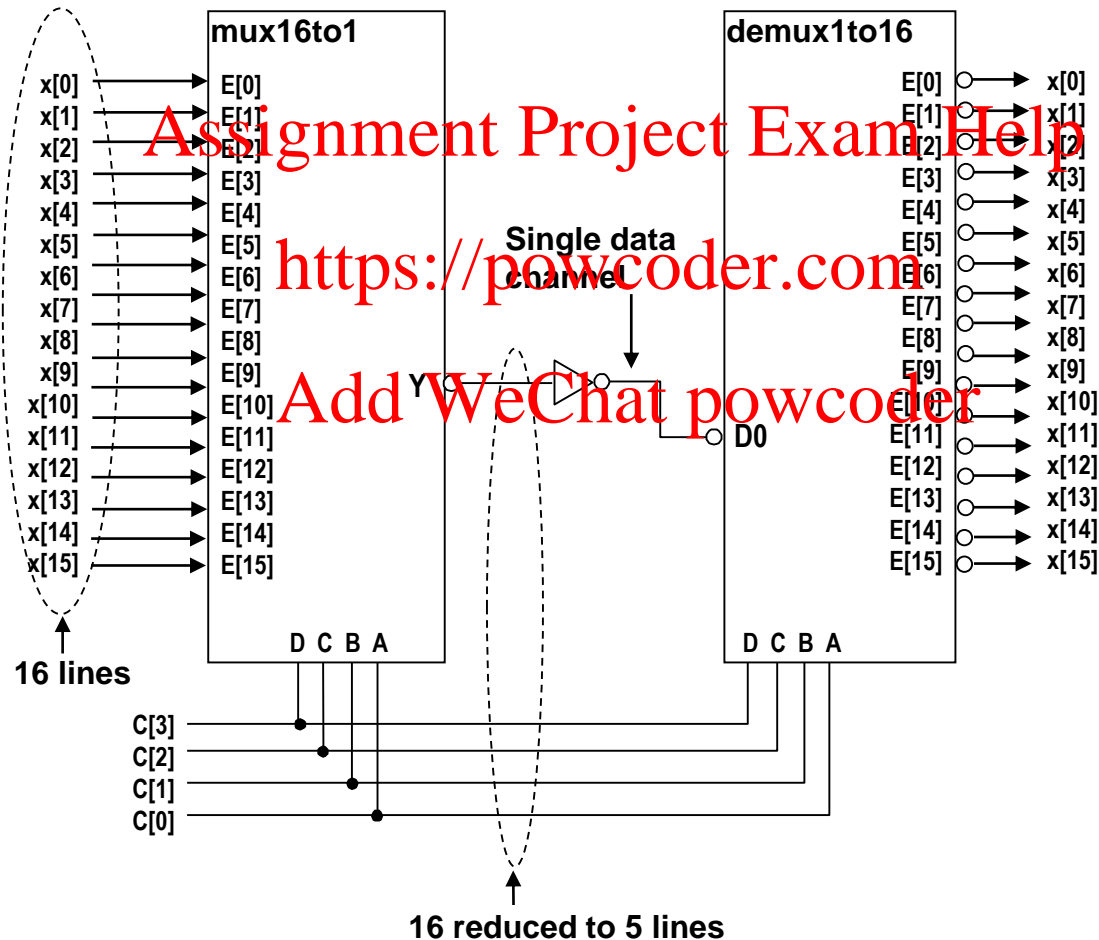 mux16to1
demux1to16
x[0] E[0] E[0] x[0]
x[1] E[1] E[1] x[1]
Assignment Project Exam Help
x[2] E[2] E[2] x[2]
x[3] E[3] E[3] x[3]
x[4] E[4] E[4] x[4]
Single data
x[5] E[5] E[5] x[5]
channel
https://powcoder.com
x[6] E[6] E[6] x[6]
x[7] E[7] E[7] x[7]
x[8] E[8] E[8] x[8]
x[9] E[9] E[9] x[9]
Y
Add WeChat powcoder
x[10] E[10] E[10] x[10]
D0
x[11] E[11] E[11] x[11]
x[12] E[12] E[12] x[12]
x[13] E[13] E[13] x[13]
x[14] E[14] E[14] x[14]
x[15] E[15] E[15] x[15]
D C B A
D C B A
16 lines
C[3]
C[2]
C[1]
C[0]
16 reduced to 5 lines